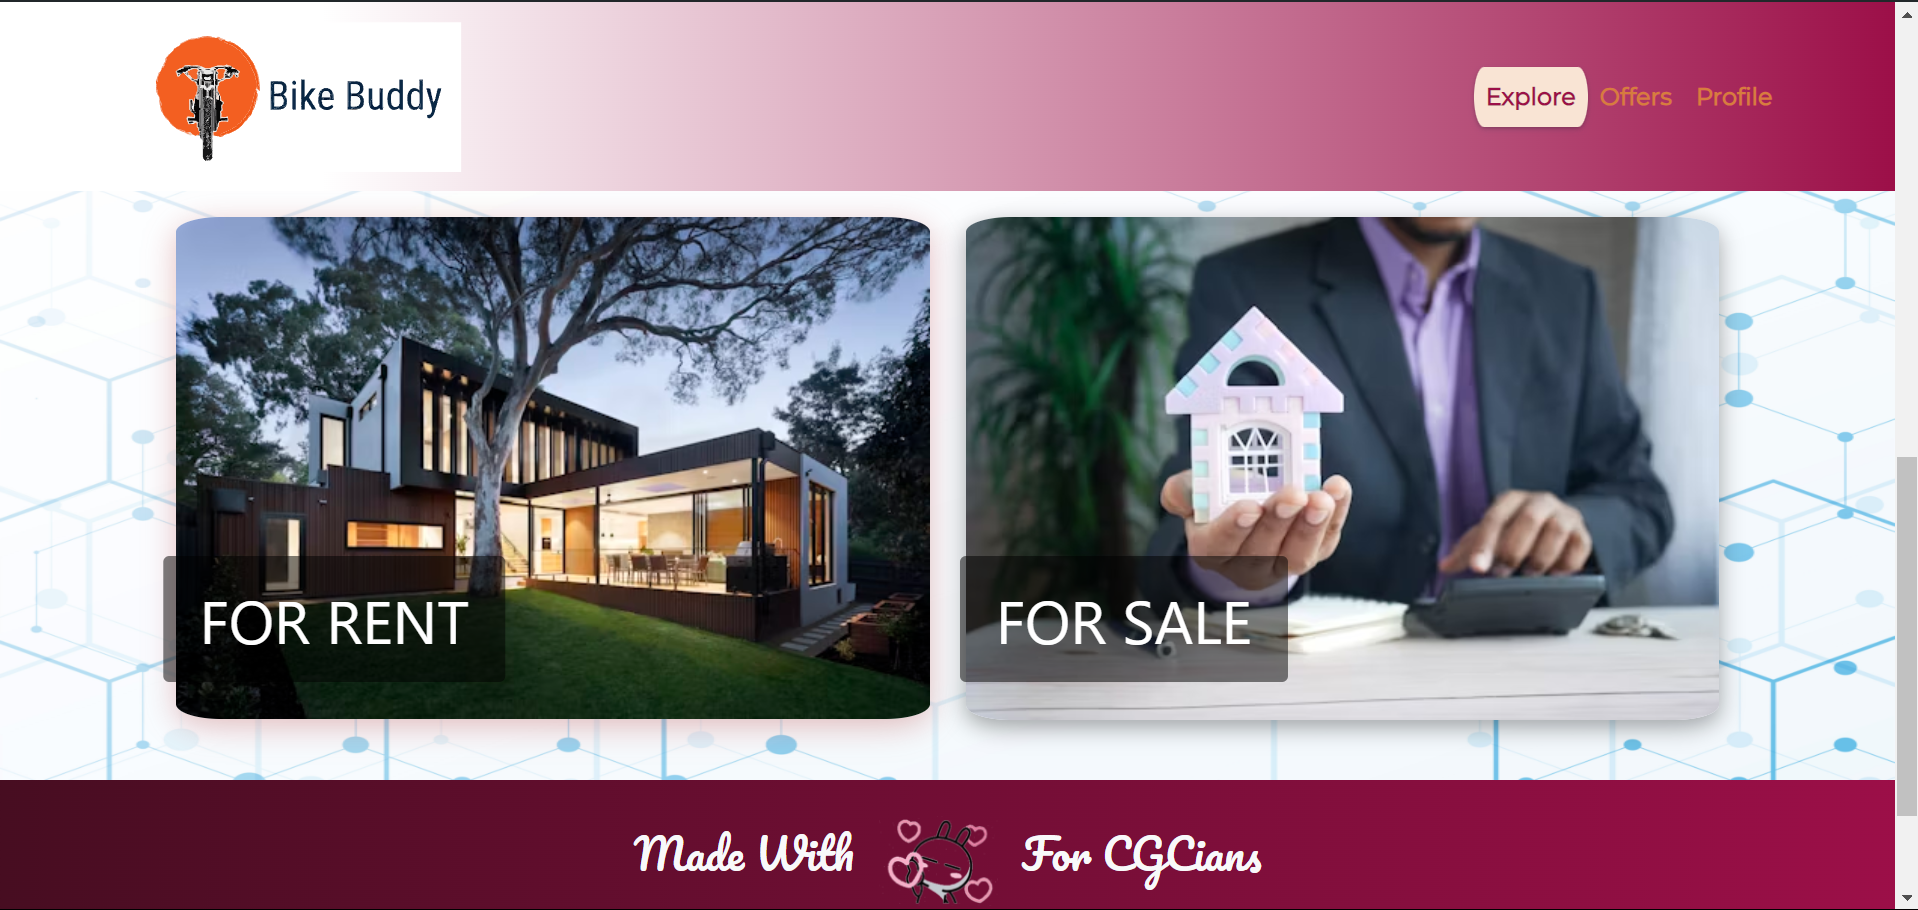 Bike Buddy
Explore Offers Profile
FOR RENT
FOR SALE
Made With For CGCians